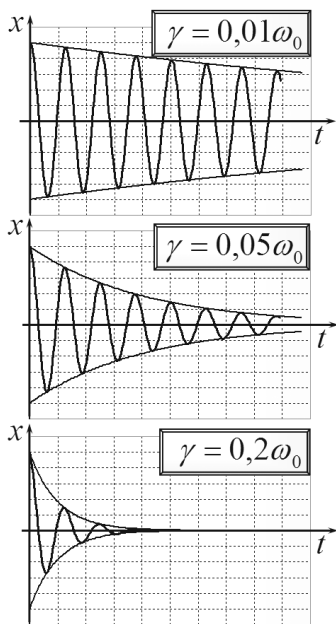 x
γ = 0,01ω₀
t
x
γ = 0,05ω₀
t
x
γ = 0,2ω₀
t